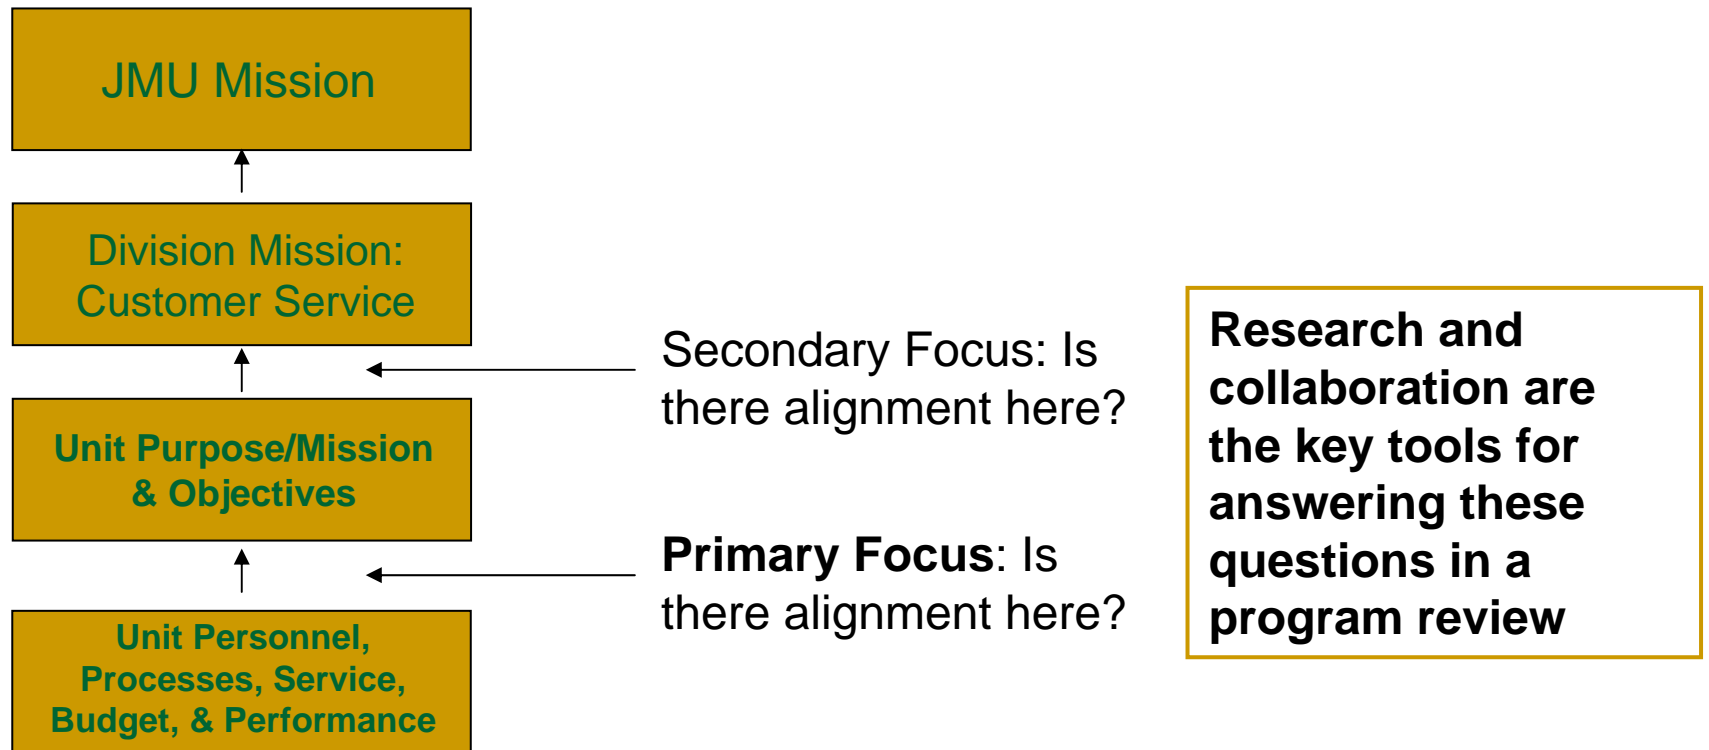 JMU Mission
Division Mission:
Customer Service
Secondary Focus: Is
there alignment here?
Unit Purpose/Mission
& Objectives
Primary Focus: Is
there alignment here?
Unit Personnel,
Processes, Service,
Budget, & Performance
Research and
collaboration are
the key tools for
answering these
questions in a
program review